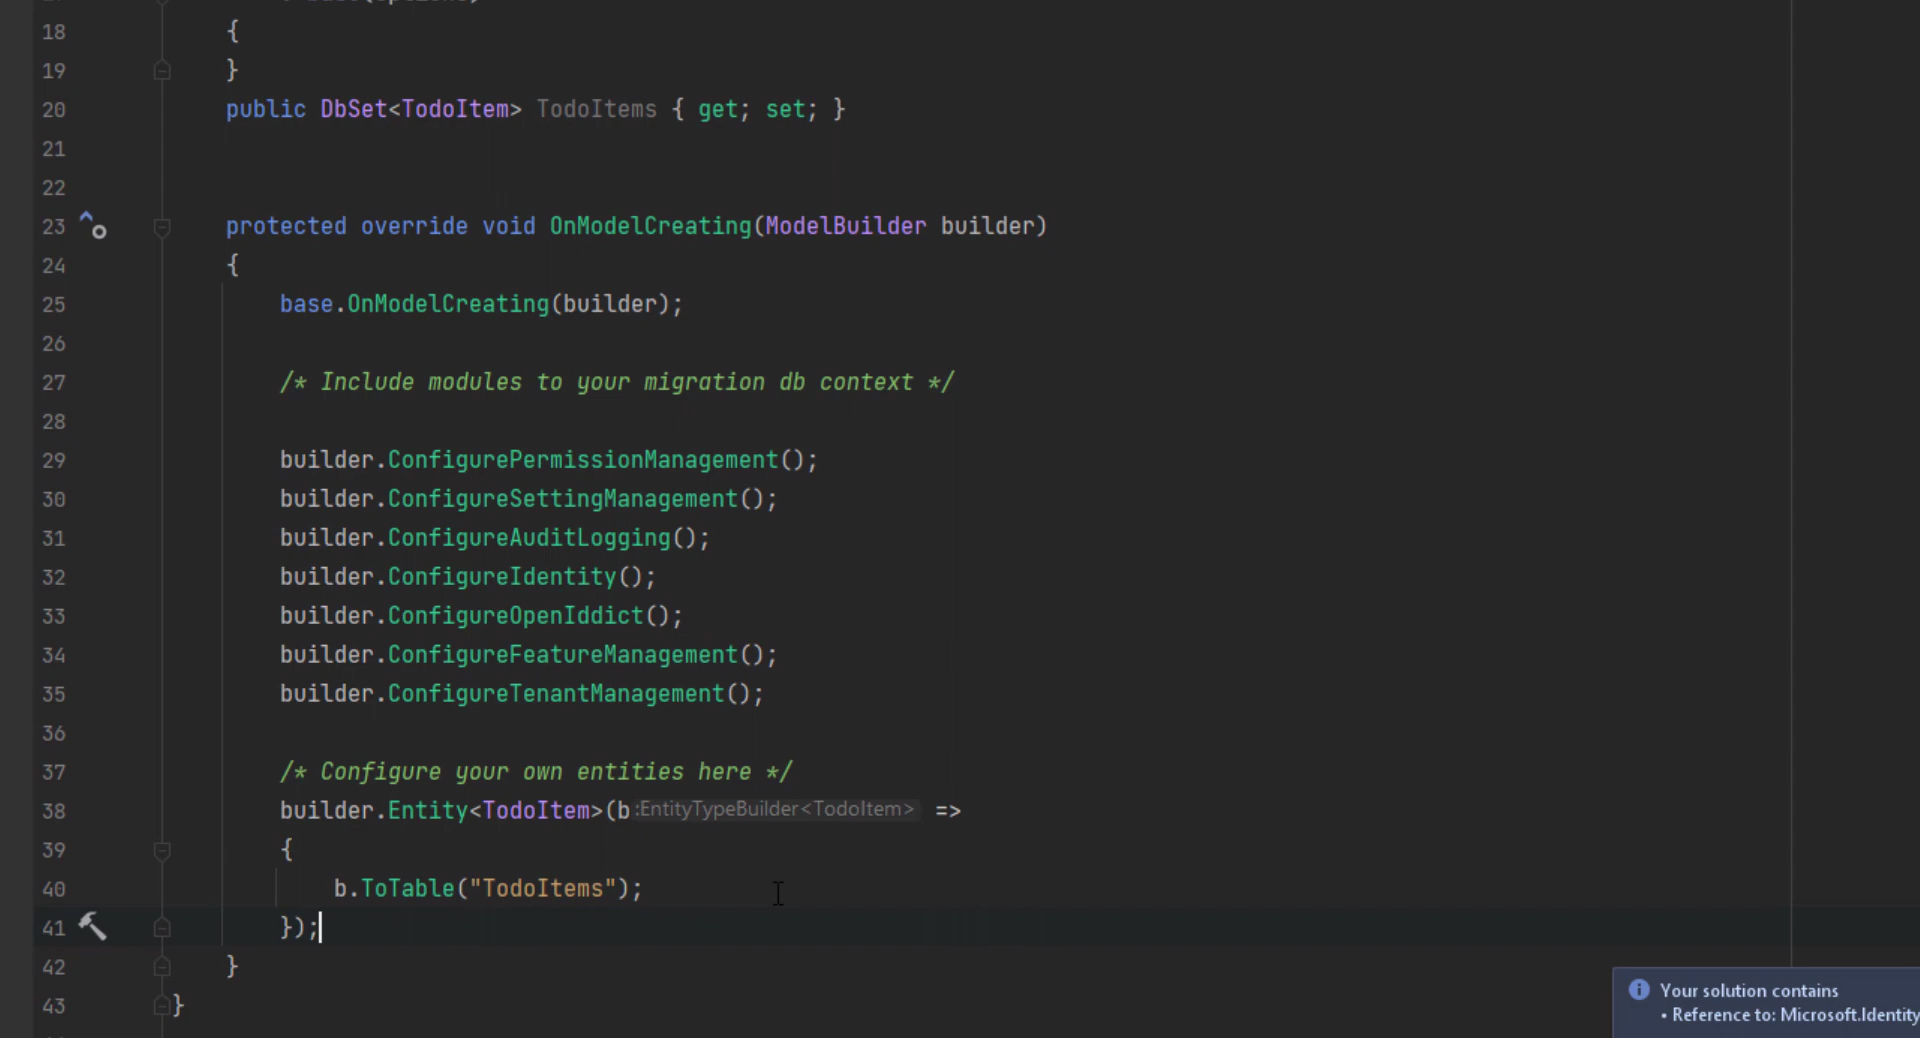 18 {
19 }
20 public DbSet<TodoItem> TodoItems { get; set; }
21
22
23 protected override void OnModelCreating(ModelBuilder builder)
24 {
25 base.OnModelCreating(builder);
26
27 /* Include modules to your migration db context */
28
29 builder.ConfigurePermissionManagement();
30 builder.ConfigureSettingManagement();
31 builder.ConfigureAuditLogging();
32 builder.ConfigureIdentity();
33 builder.ConfigureOpenIddict();
34 builder.ConfigureFeatureManagement();
35 builder.ConfigureTenantManagement();
36
37 /* Configure your own entities here */
38 builder.Entity<TodoItem>(b :EntityTypeBuilder<TodoItem> =>
39 {
40 b.ToTable("TodoItems");
41 });
42 }
43 }
Your solution contains
• Reference to: Microsoft.Identity